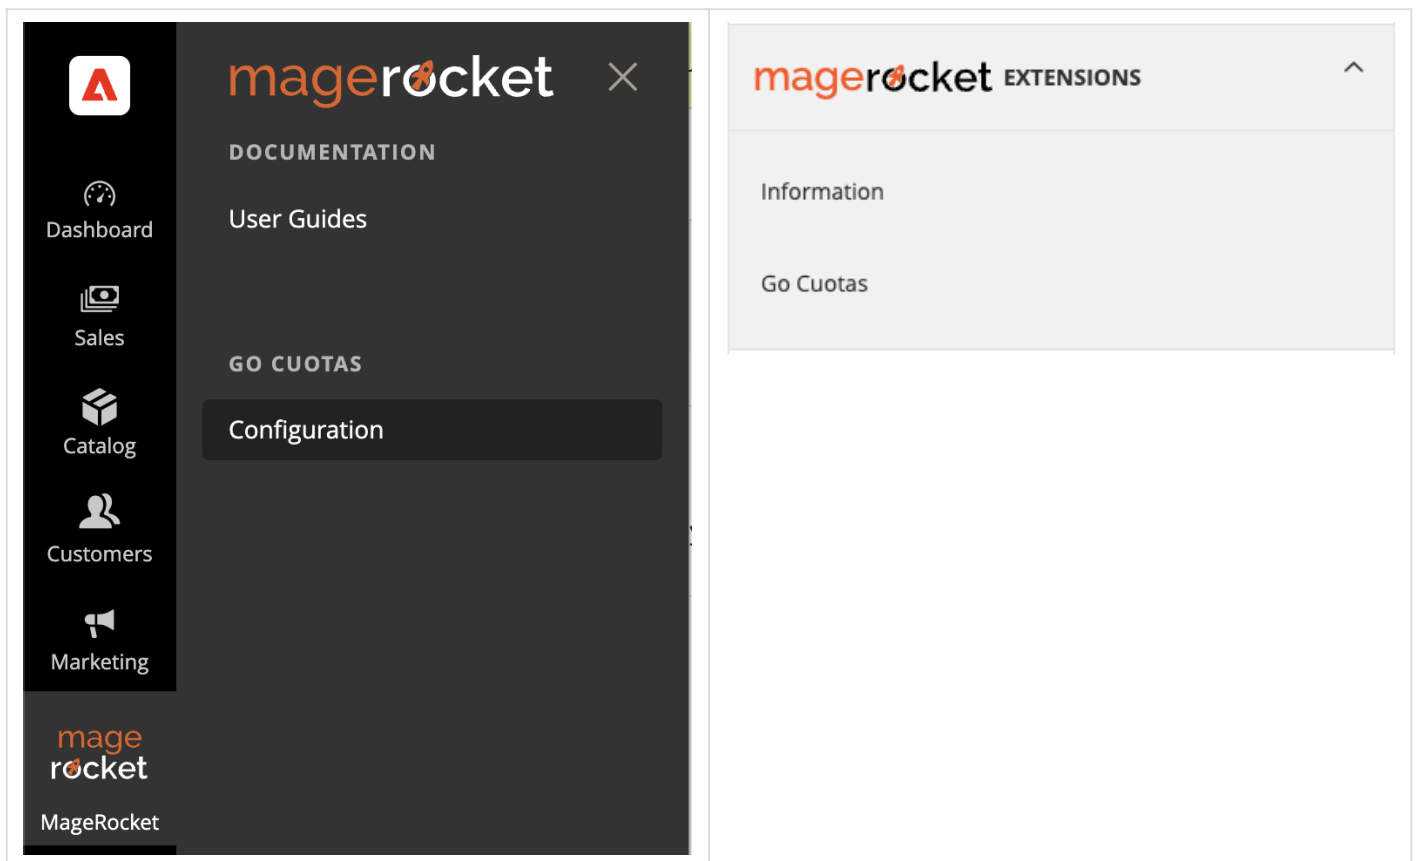 Dashboard
Sales
Catalog
Customers
Marketing
mage
rocket
MageRocket
magerocket
DOCUMENTATION
User Guides
GO CUOTAS
Configuration
magerocket EXTENSIONS
Information
Go Cuotas